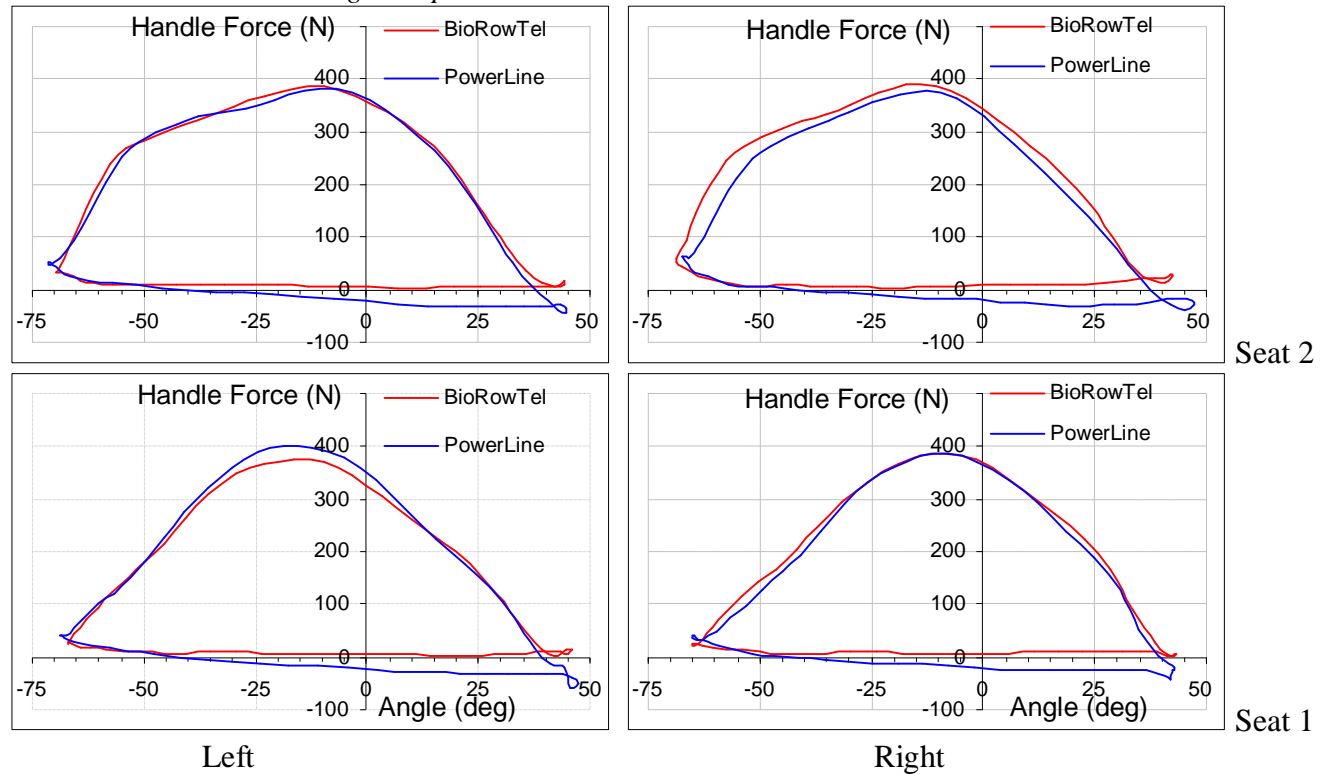 Handle Force (N) BioRowTel Handle Force (N) BioRowTel
400 PowerLine 400 PowerLine
300 300
200 200
100 100
0 0
-75 -50 -25 0 25 50 -75 -50 -25 0 25 50
-100 -100
Seat 2
Handle Force (N) BioRowTel Handle Force (N) BioRowTel
400 PowerLine 400 PowerLine
300 300
200 200
100 100
0 0
-75 -50 -25 0 25 50 -75 -50 -25 0 25 50
-100 Angle (deg) -100 Angle (deg)
Seat 1
Left Right